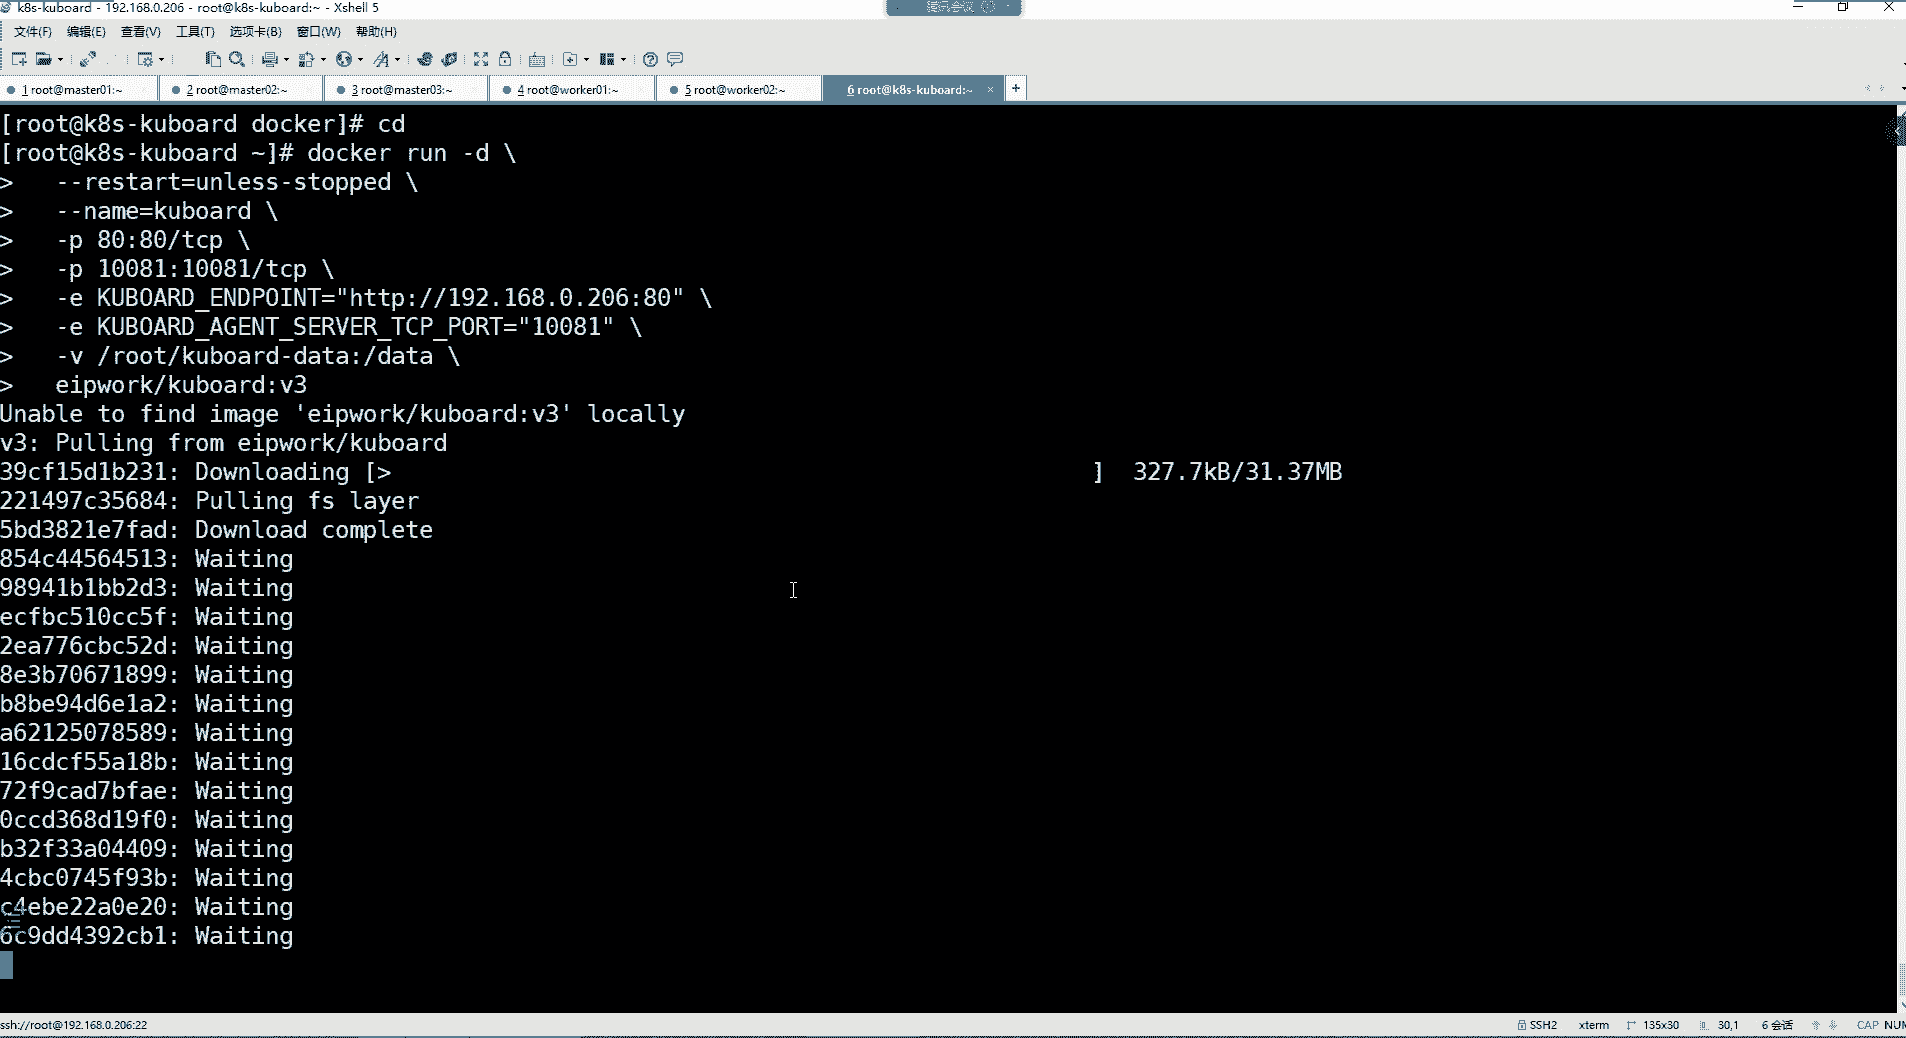 k8s-kuboard - 192.168.0.206 - root@k8s-kuboard:~ - Xshell 5
腾讯会议
文件(F) 编辑(E) 查看(V) 工具(T) 选项卡(B) 窗口(W) 帮助(H)
1 root@master01:~ 2 root@master02:~ 3 root@master03:~ 4 root@worker01:~ 5 root@worker02:~ 6 root@k8s-kuboard:~ × +
[root@k8s-kuboard docker]# cd
[root@k8s-kuboard ~]# docker run -d \
> --restart=unless-stopped \
> --name=kuboard \
> -p 80:80/tcp \
> -p 10081:10081/tcp \
> -e KUBOARD_ENDPOINT="http://192.168.0.206:80" \
> -e KUBOARD_AGENT_SERVER_TCP_PORT="10081" \
> -v /root/kuboard-data:/data \
> eipwork/kuboard:v3
Unable to find image 'eipwork/kuboard:v3' locally
v3: Pulling from eipwork/kuboard
39cf15d1b231: Downloading [> ] 327.7kB/31.37MB
221497c35684: Pulling fs layer
5bd3821e7fad: Download complete
854c44564513: Waiting
98941b1bb2d3: Waiting
ecfbc510cc5f: Waiting
2ea776cbc52d: Waiting
8e3b70671899: Waiting
b8be94d6e1a2: Waiting
a62125078589: Waiting
16cdcf55a18b: Waiting
72f9cad7bfae: Waiting
0ccd368d19f0: Waiting
b32f33a04409: Waiting
4cbc0745f93b: Waiting
c4ebe22a0e20: Waiting
6c9dd4392cb1: Waiting
ssh://root@192.168.0.206:22 SSH2 xterm 135x30 30,1 6 会话 CAP NUM